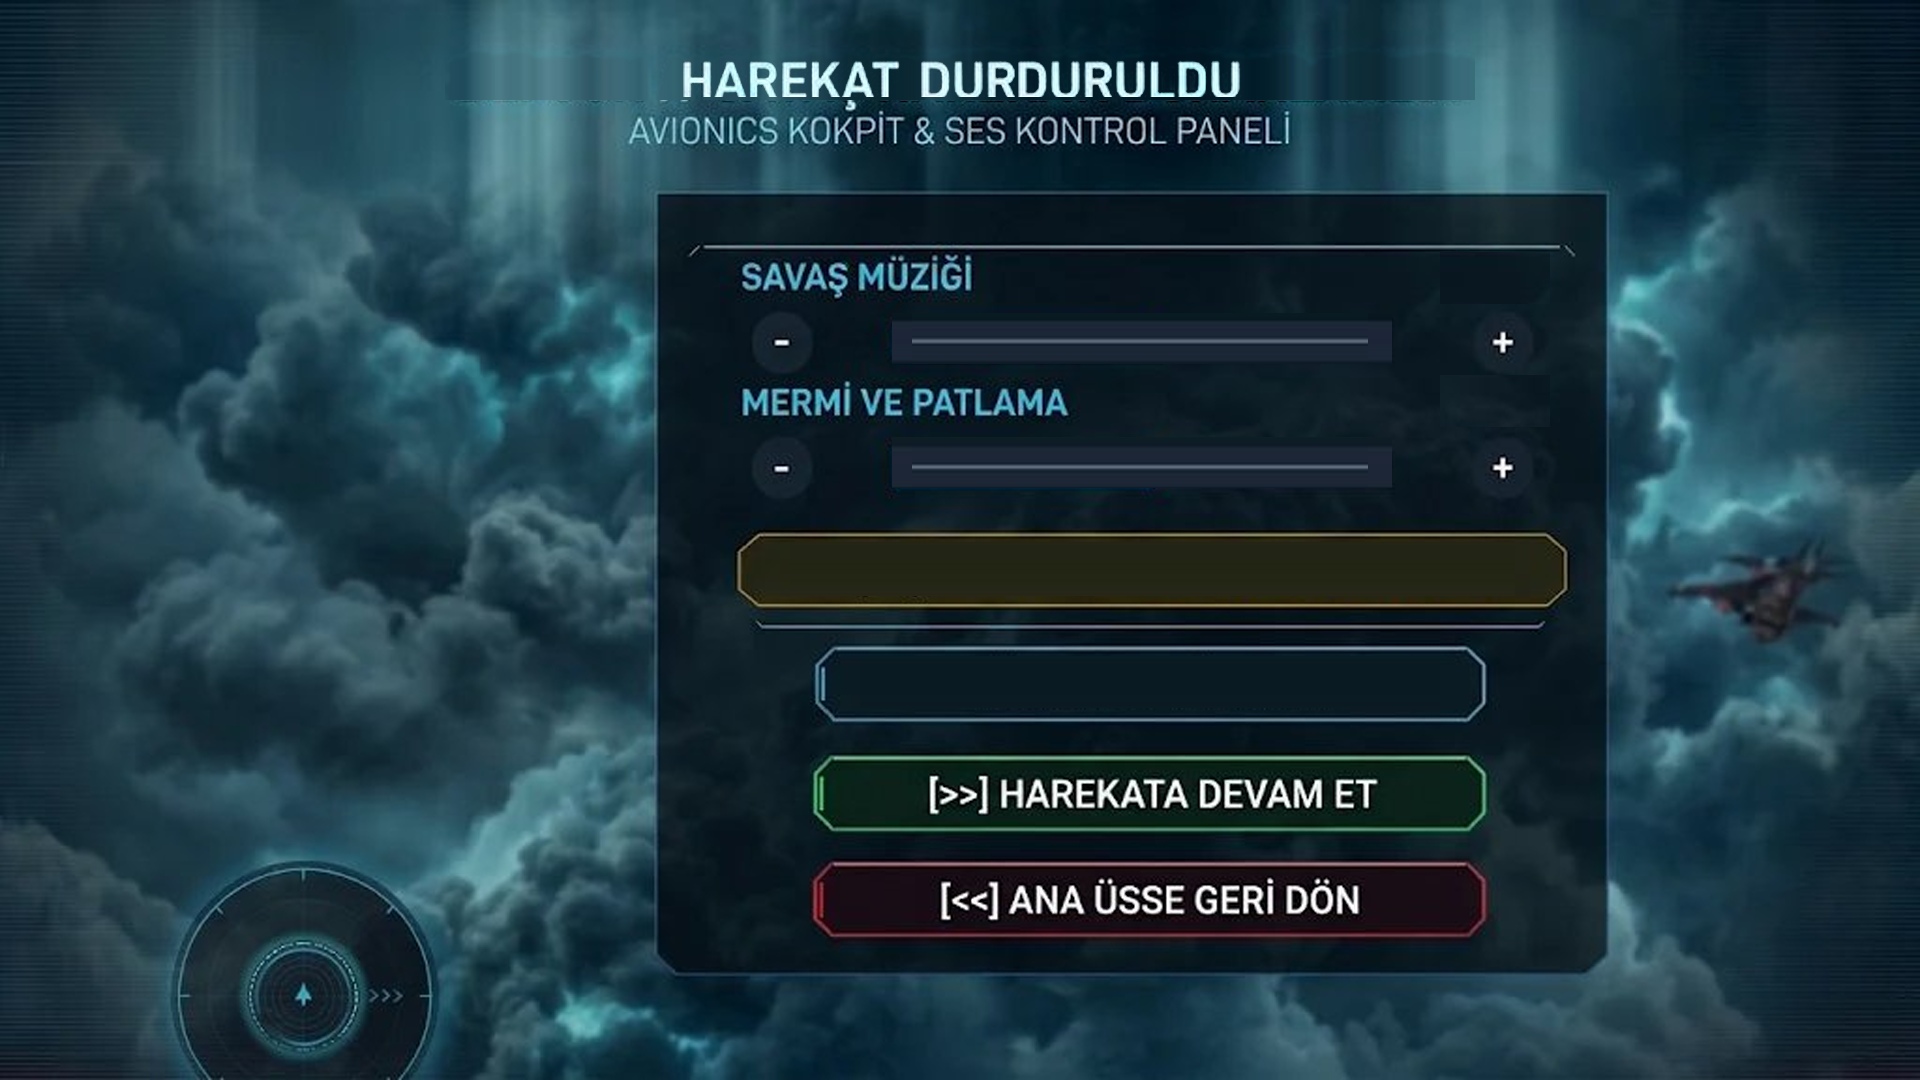 HAREKAT DURDURULDU
AVIONICS KOKPİT & SES KONTROL PANELİ
SAVAŞ MÜZİĞİ
- +
MERMİ VE PATLAMA
- +
[>>] HAREKATA DEVAM ET
[<<] ANA ÜSSE GERİ DÖN
>>>